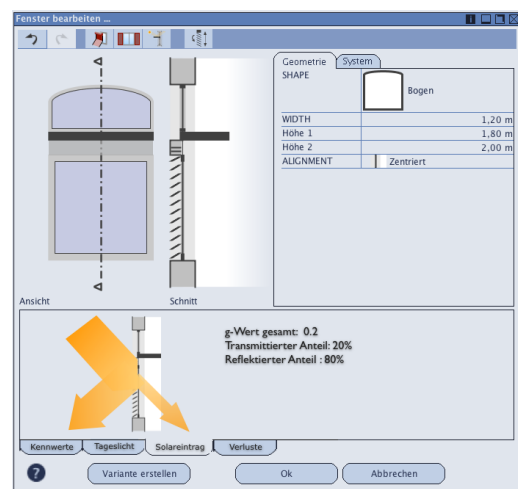 Fenster bearbeiten ...
Geometrie System
SHAPE
Bogen
WIDTH 1,20 m
Höhe 1 1,80 m
Höhe 2 2,00 m
ALIGNMENT Zentriert
Ansicht Schnitt
g-Wert gesamt: 0.2
Transmittierter Anteil: 20%
Reflektierter Anteil : 80%
Kennwerte Tageslicht Solareintrag Verluste
? Variante erstellen Ok Abbrechen